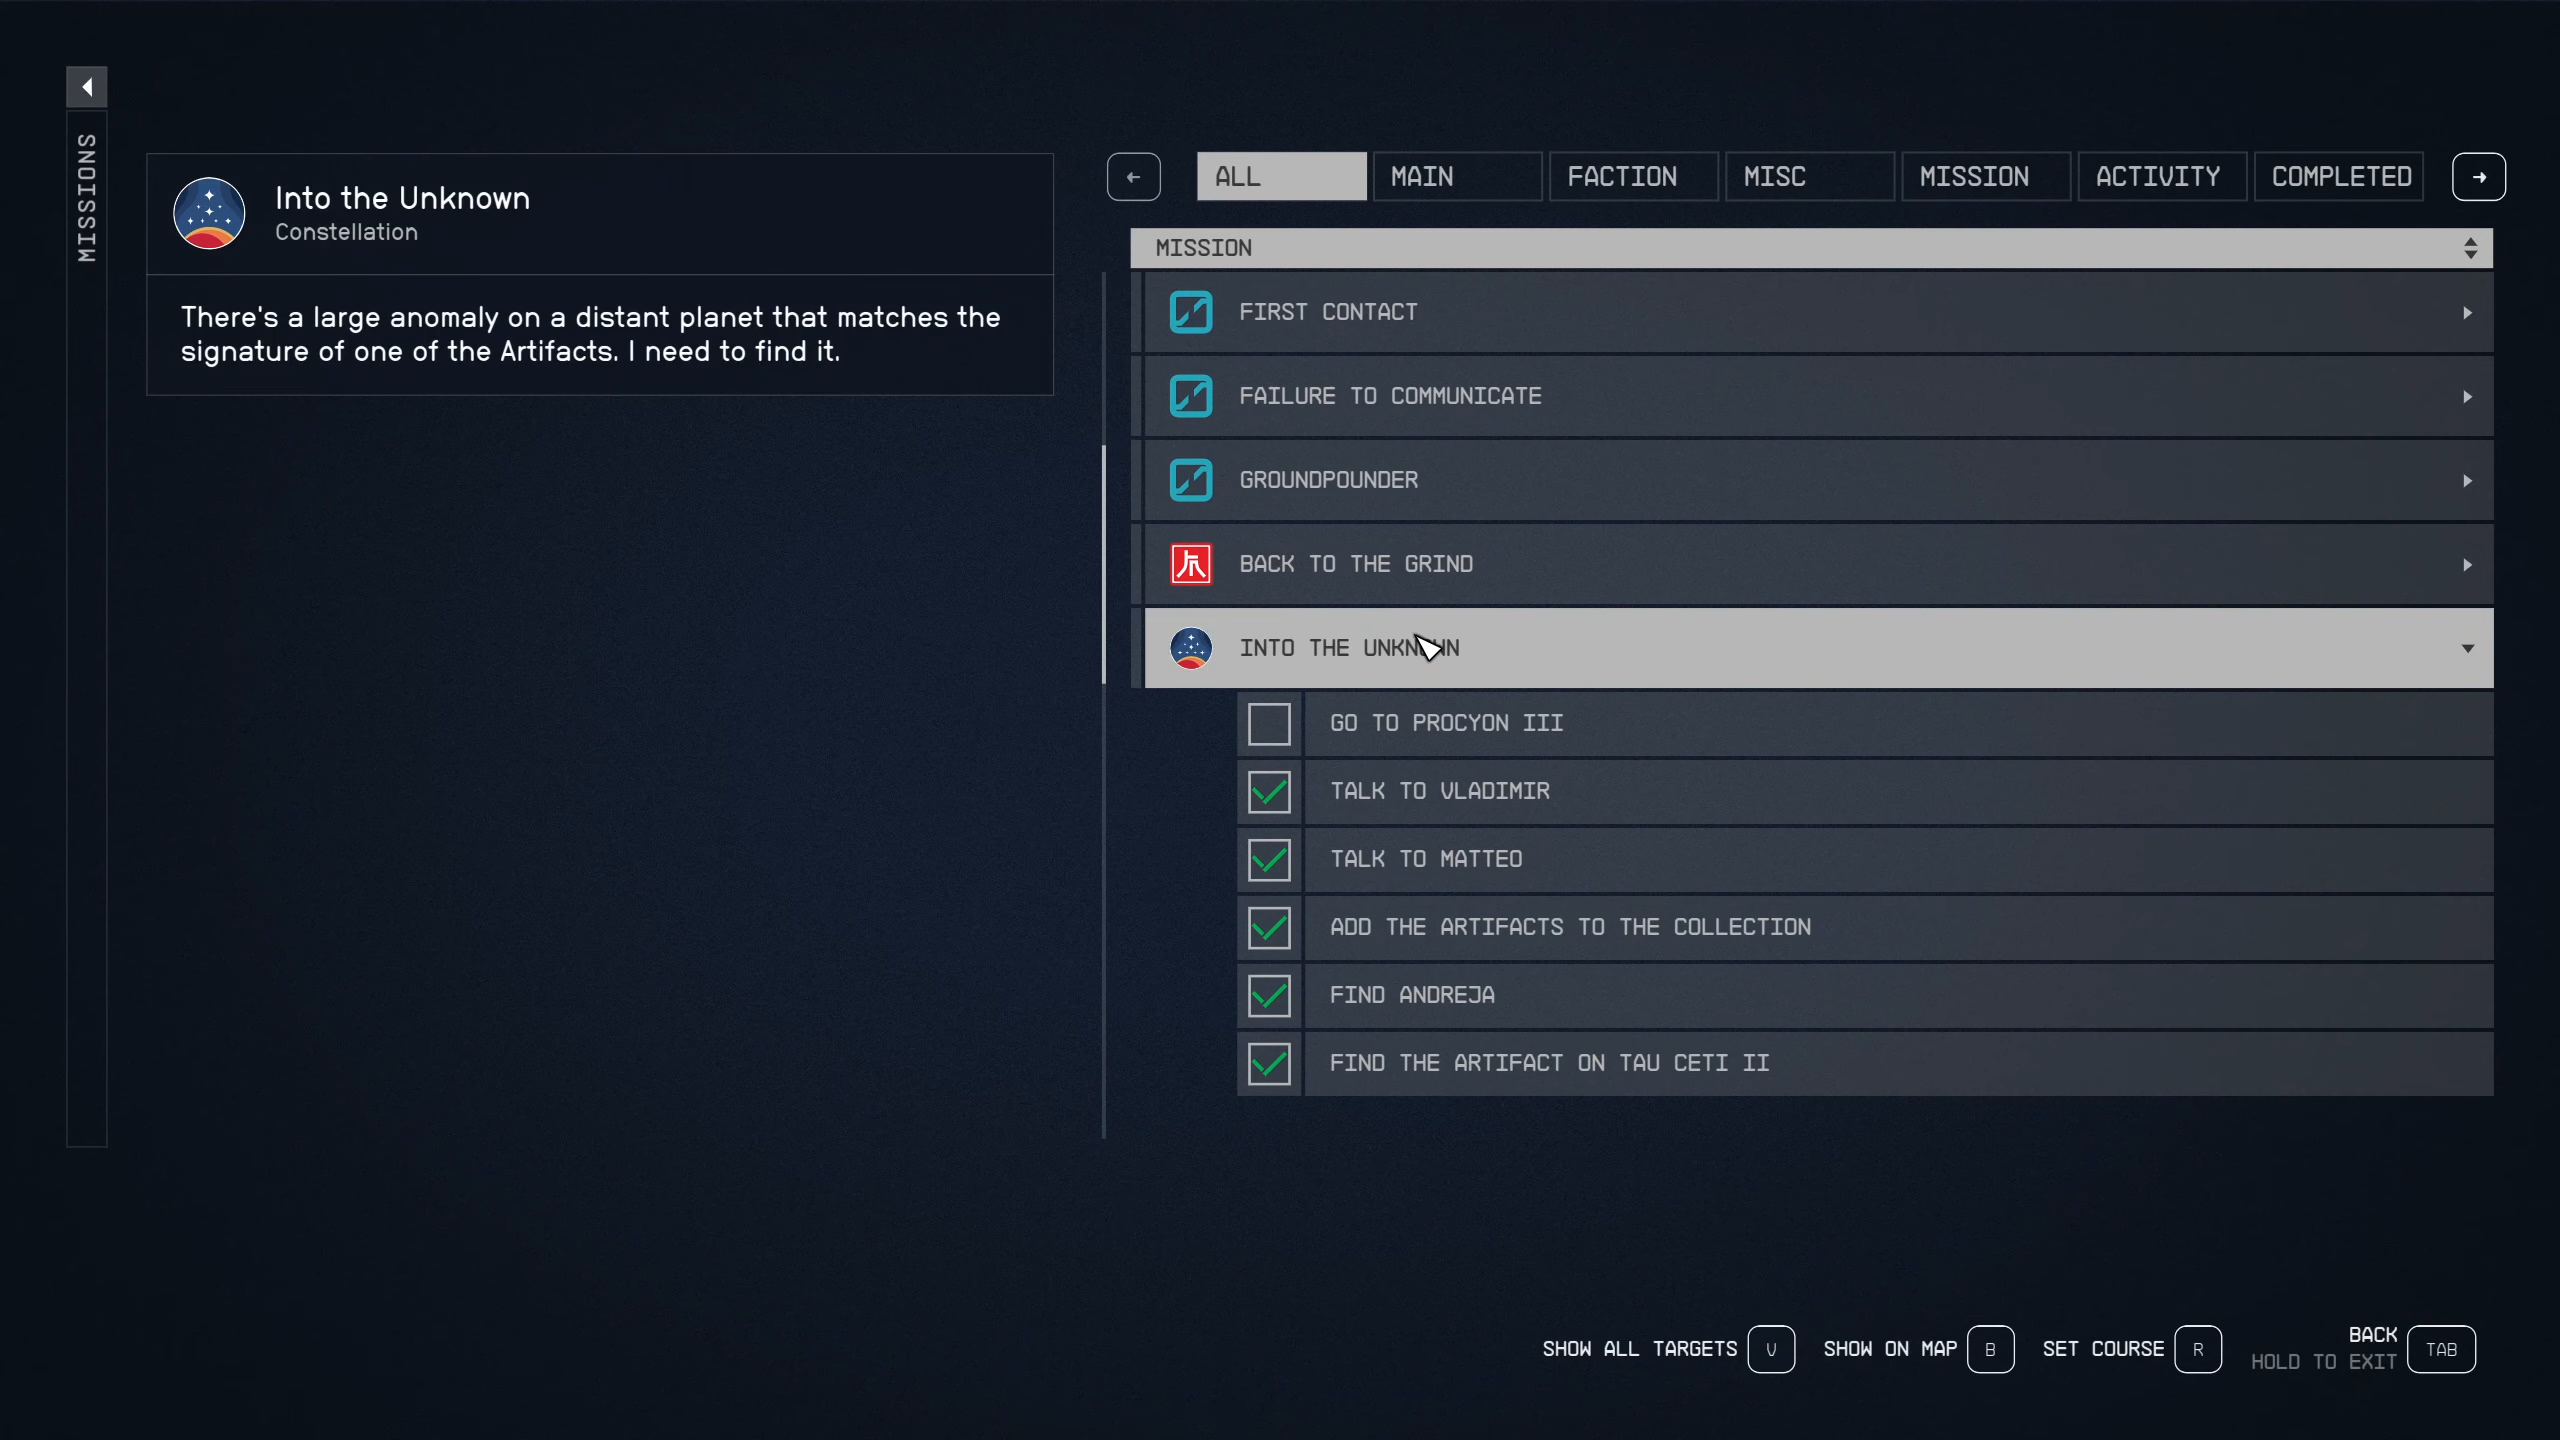 MISSIONS
Into the Unknown
Constellation
There's a large anomaly on a distant planet that matches the
signature of one of the Artifacts. I need to find it.
ALL
MAIN
FACTION
MISC
MISSION
ACTIVITY
COMPLETED
MISSION
FIRST CONTACT
FAILURE TO COMMUNICATE
GROUNDPOUNDER
BACK TO THE GRIND
INTO THE UNKNOWN
GO TO PROCYON III
TALK TO VLADIMIR
TALK TO MATTEO
ADD THE ARTIFACTS TO THE COLLECTION
FIND ANDREJA
FIND THE ARTIFACT ON TAU CETI II
SHOW ALL TARGETS V
SHOW ON MAP B
SET COURSE R
BACK
HOLD TO EXIT
TAB